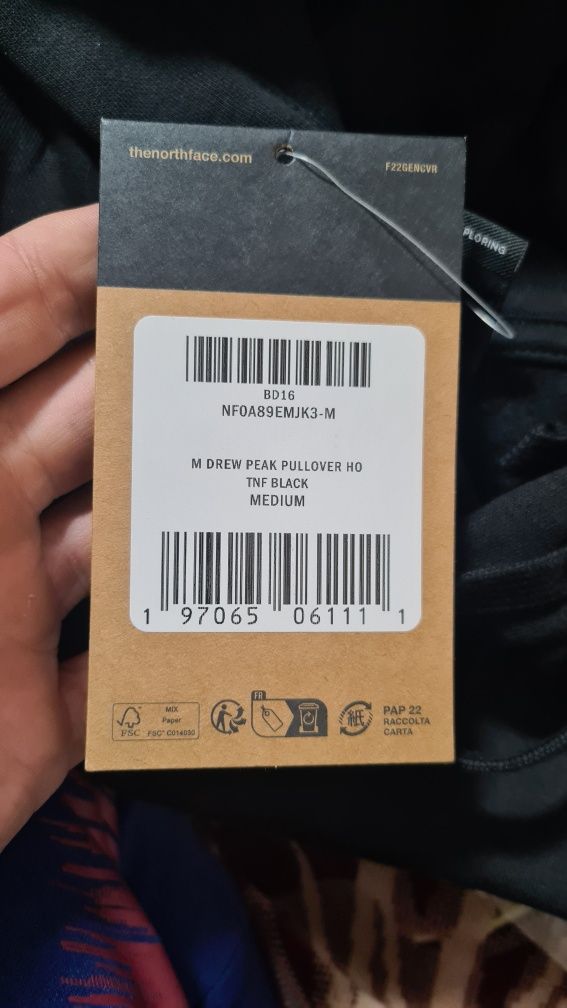 thenorthface.com
F22GENCVR
PLORING
BD16
NF0A89EMJK3-M
M DREW PEAK PULLOVER HO
TNF BLACK
MEDIUM
1 97065 06111 1
FSC
MIX
Paper
FSC® C014030
FR
紙
PAP 22
RACCOLTA
CARTA